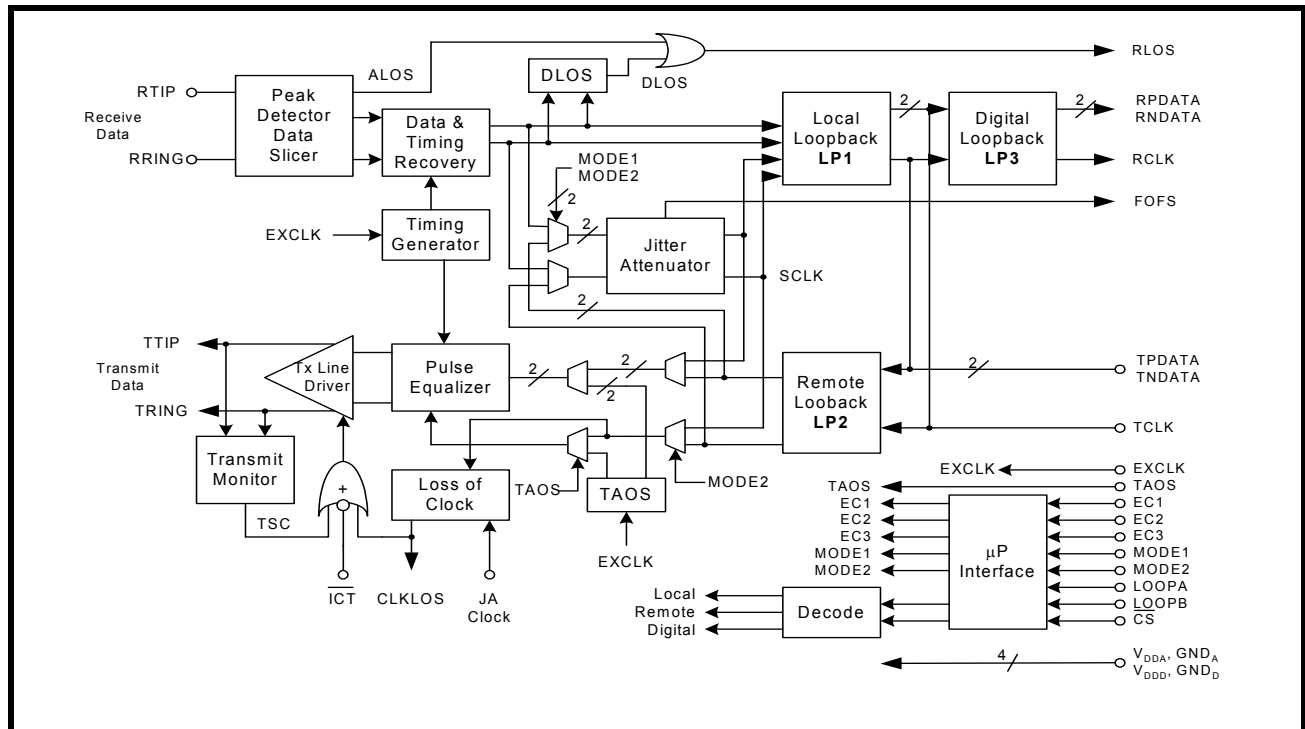 RLOS
ALOS
DLOS
DLOS
RTIP
Receive
Data
RRING
Peak
Detector
Data
Slicer
Data &
Timing
Recovery
MODE1
MODE2
2
Local
Loopback
LP1
2
Digital
Loopback
LP3
2
RPDATA
RNDATA
RCLK
FOFS
EXCLK
Timing
Generator
2
Jitter
Attenuator
SCLK
2
TTIP
Transmit
Data
TRING
Tx Line
Driver
Pulse
Equalizer
2
2
2
Remote
Looback
LP2
2
TPDATA
TNDATA
TCLK
Transmit
Monitor
TSC
+
Loss of
Clock
TAOS
TAOS
MODE2
EXCLK
ICT
CLKLOS
JA
Clock
EXCLK
EXCLK
TAOS
TAOS
EC1
EC1
EC2
EC2
EC3
EC3
MODE1
MODE1
MODE2
MODE2
µP
Interface
LOOPA
LOOPB
CS
Local
Remote
Digital
Decode
4
VDDA, GNDA
VDDD, GNDD